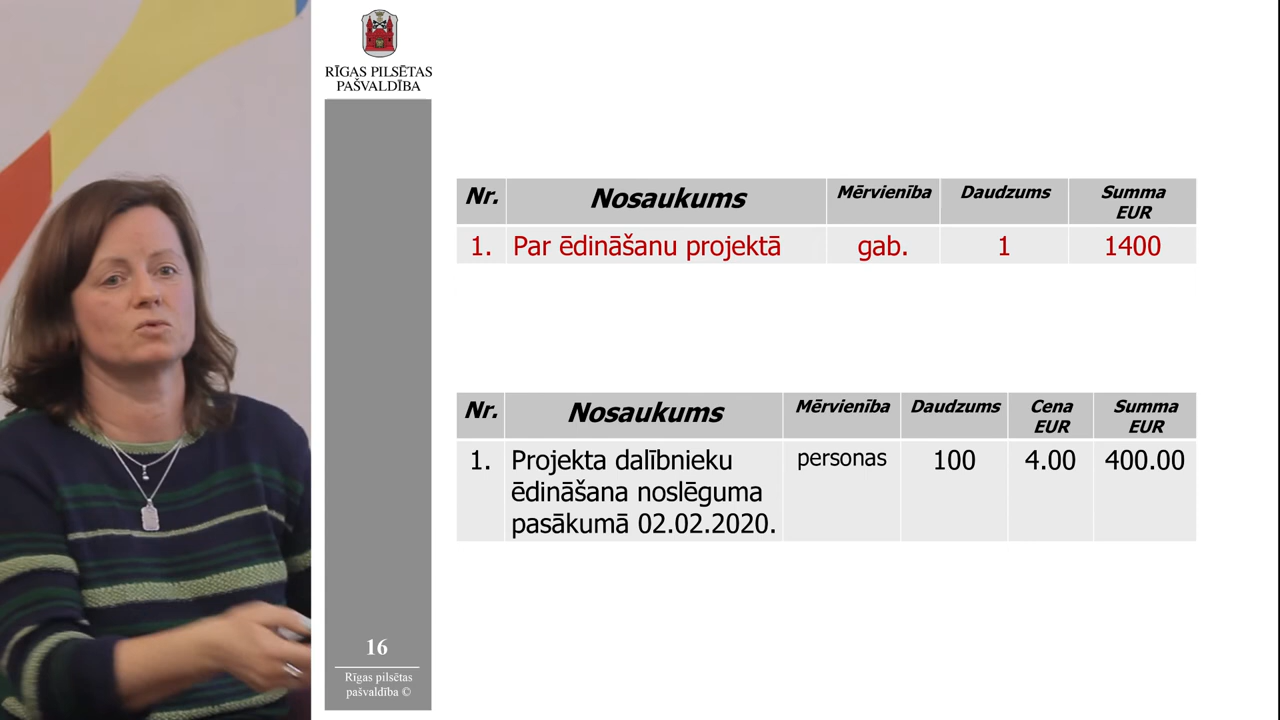 RĪGAS PILSĒTAS
PAŠVALDĪBA
Nr. Nosaukums Mērvienība Daudzums Summa
EUR
1. Par ēdināšanu projektā gab. 1 1400
Nr. Nosaukums Mērvienība Daudzums Cena Summa
EUR EUR
1. Projekta dalībnieku personas 100 4.00 400.00
ēdināšana noslēguma
pasākumā 02.02.2020.
16
Rīgas pilsētas
pašvaldība ©